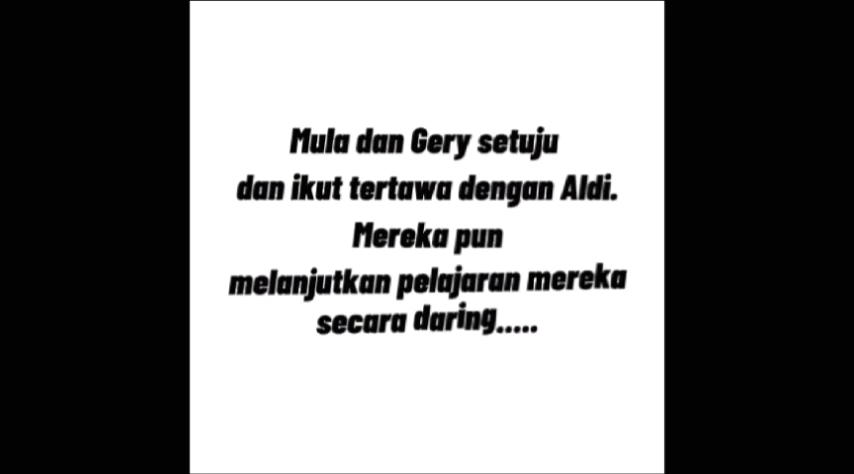 Mula dan Gery setuju
dan ikut tertawa dengan Aldi.
Mereka pun
melanjutkan pelajaran mereka
secara daring.....